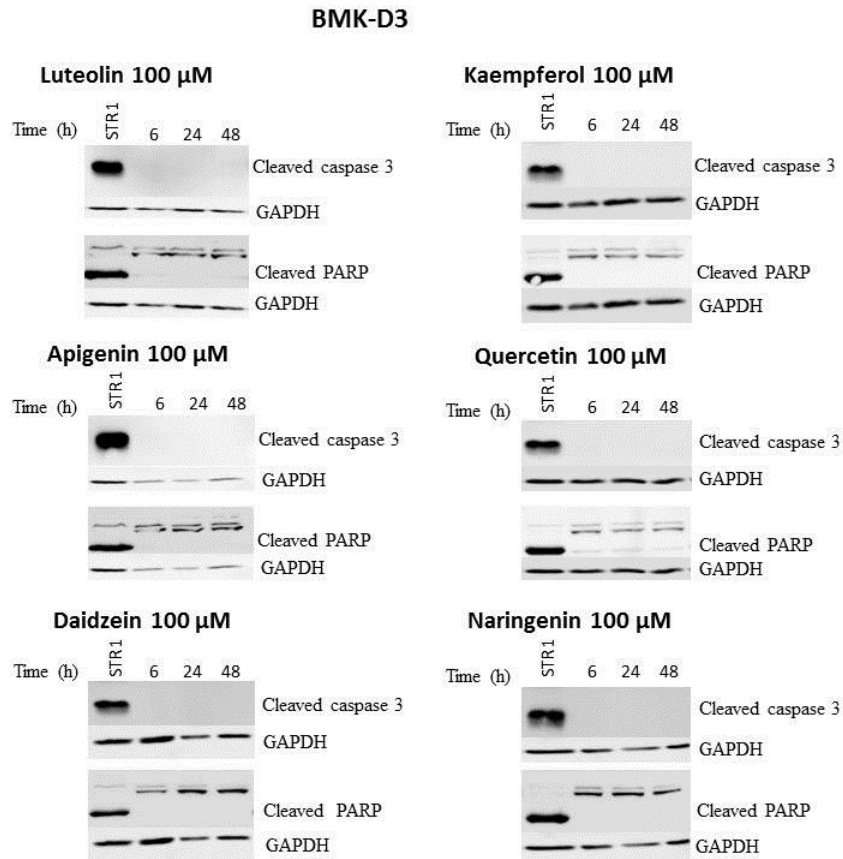 BMK-D3
Luteolin 100 µM
Time (h) STR1 6 24 48
Cleaved caspase 3
GAPDH
Cleaved PARP
GAPDH
Kaempferol 100 µM
Time (h) STR1 6 24 48
Cleaved caspase 3
GAPDH
Cleaved PARP
GAPDH
Apigenin 100 µM
Time (h) STR1 6 24 48
Cleaved caspase 3
GAPDH
Cleaved PARP
GAPDH
Quercetin 100 µM
Time (h) STR1 6 24 48
Cleaved caspase 3
GAPDH
Cleaved PARP
GAPDH
Daidzein 100 µM
Time (h) STR1 6 24 48
Cleaved caspase 3
GAPDH
Cleaved PARP
GAPDH
Naringenin 100 µM
Time (h) STR1 6 24 48
Cleaved caspase 3
GAPDH
Cleaved PARP
GAPDH